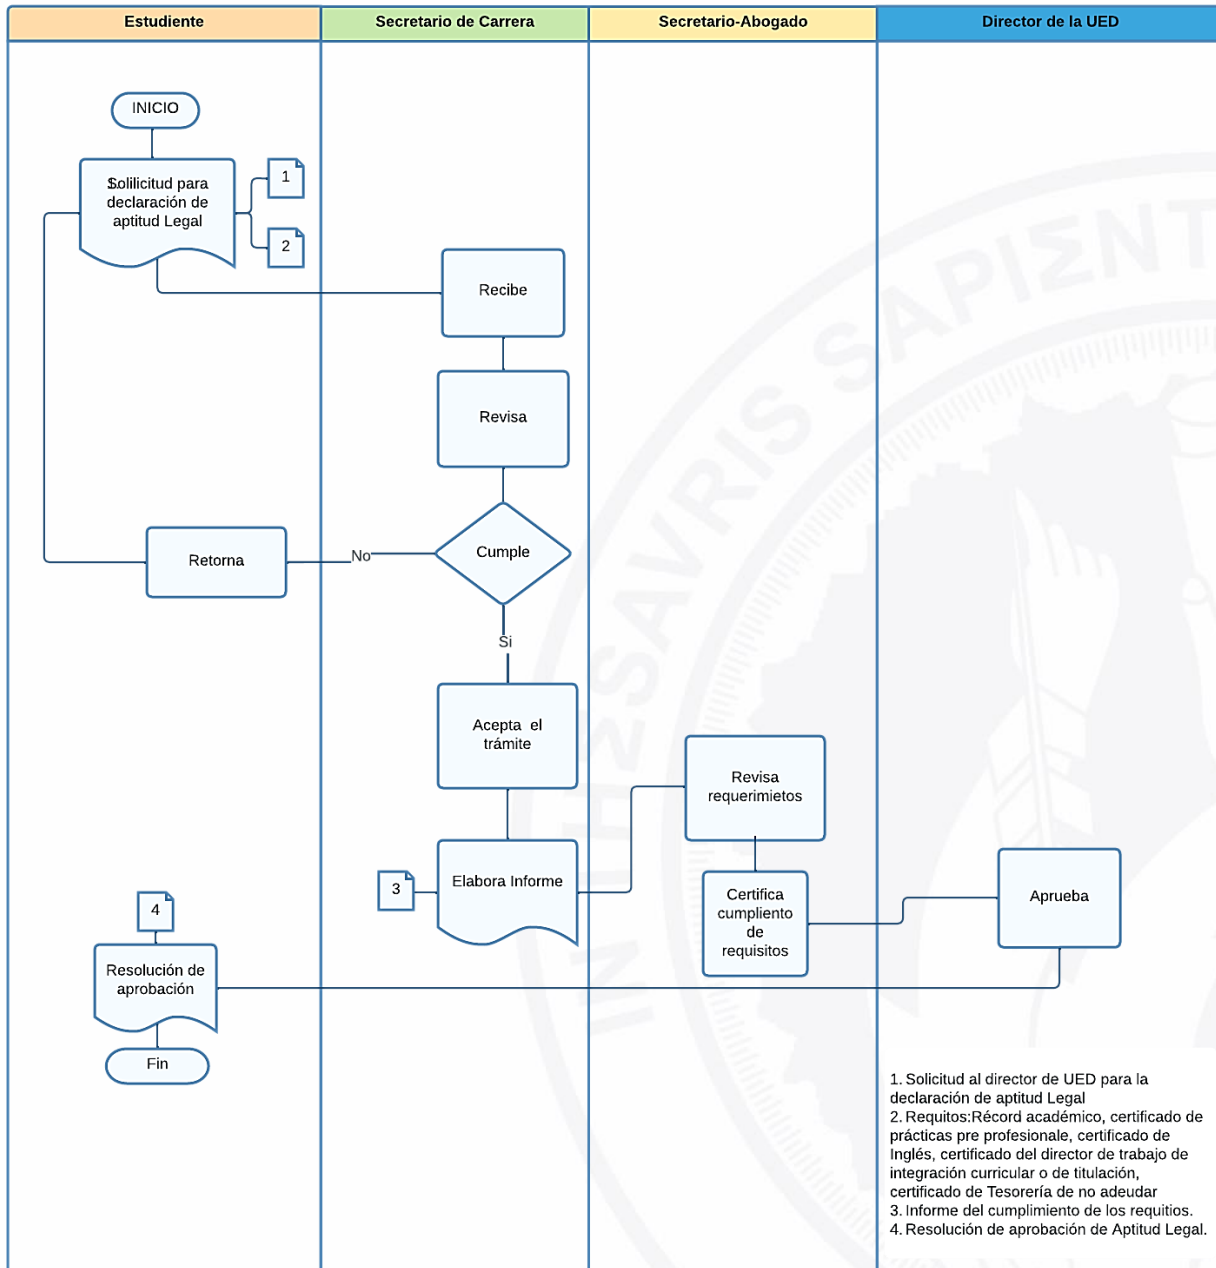 Estudiente
Secretario de Carrera
Secretario-Abogado
Director de la UED
INICIO
Solilicitud para
declaración de
aptitud Legal
1
2
Recibe
Revisa
Cumple
No
Retorna
Si
Acepta el
trámite
Revisa
requerimietos
3
Elabora Informe
Certifica
cumpliento
de
requisitos
Aprueba
4
Resolución de
aprobación
Fin
1. Solicitud al director de UED para la
declaración de aptitud Legal
2. Requitos:Récord académico, certificado de
prácticas pre profesionale, certificado de
Inglés, certificado del director de trabajo de
integración curricular o de titulación,
certificado de Tesorería de no adeudar
3. Informe del cumplimiento de los requitios.
4. Resolución de aprobación de Aptitud Legal.
IN THESAVRIS SAPIENT